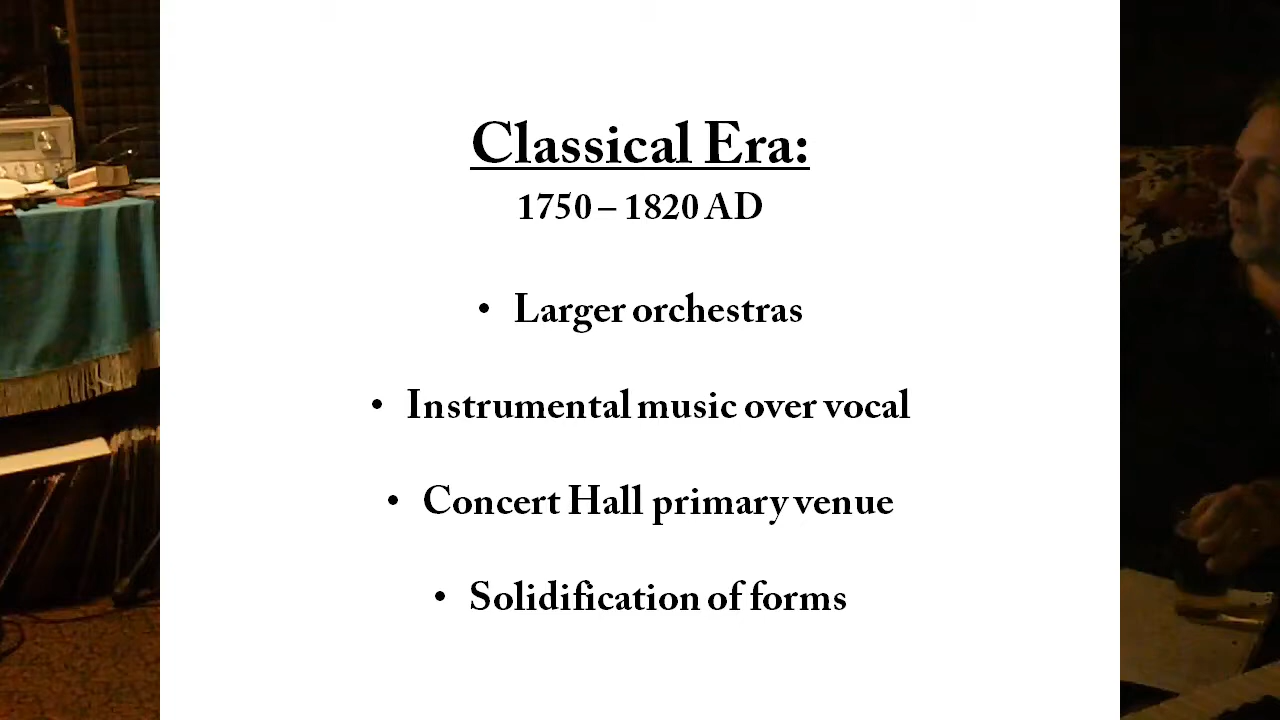 Classical Era:
1750 – 1820 AD
• Larger orchestras
• Instrumental music over vocal
• Concert Hall primary venue
• Solidification of forms